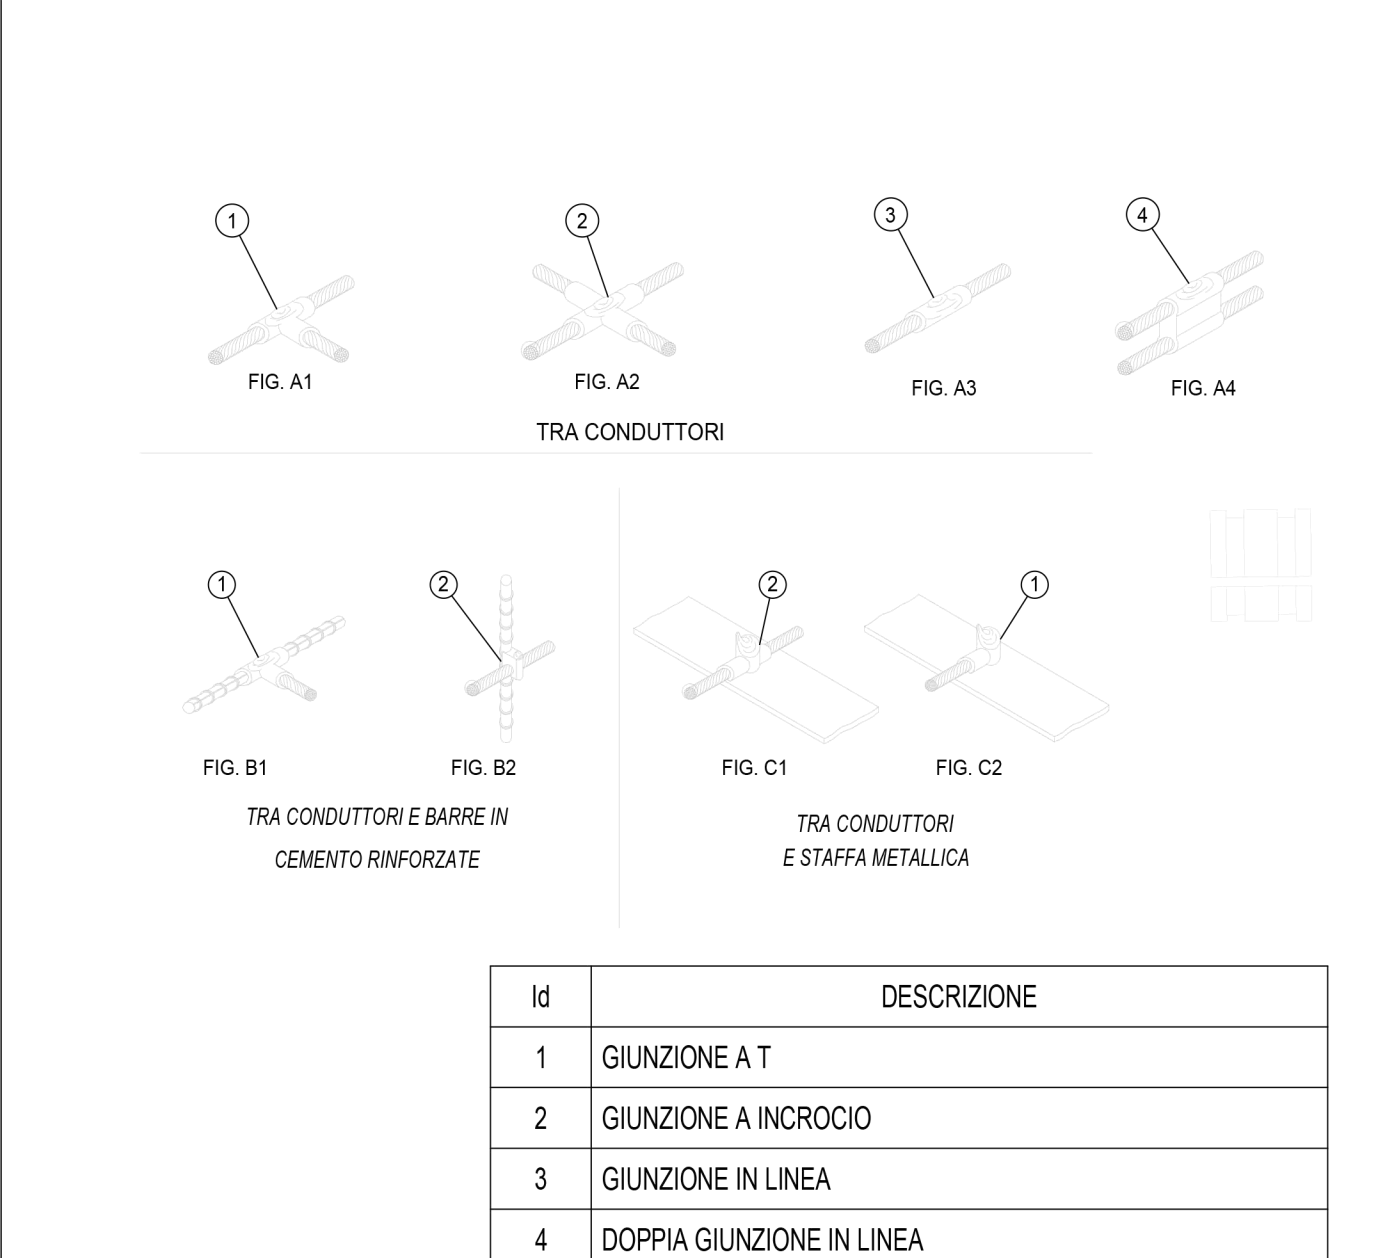 1
2
3
4
FIG. A1
FIG. A2
FIG. A3
FIG. A4
TRA CONDUTTORI
1
2
2
1
FIG. B1
FIG. B2
FIG. C1
FIG. C2
TRA CONDUTTORI E BARRE IN
CEMENTO RINFORZATE
TRA CONDUTTORI
E STAFFA METALLICA
Id DESCRIZIONE
1 GIUNZIONE A T
2 GIUNZIONE A INCROCIO
3 GIUNZIONE IN LINEA
4 DOPPIA GIUNZIONE IN LINEA